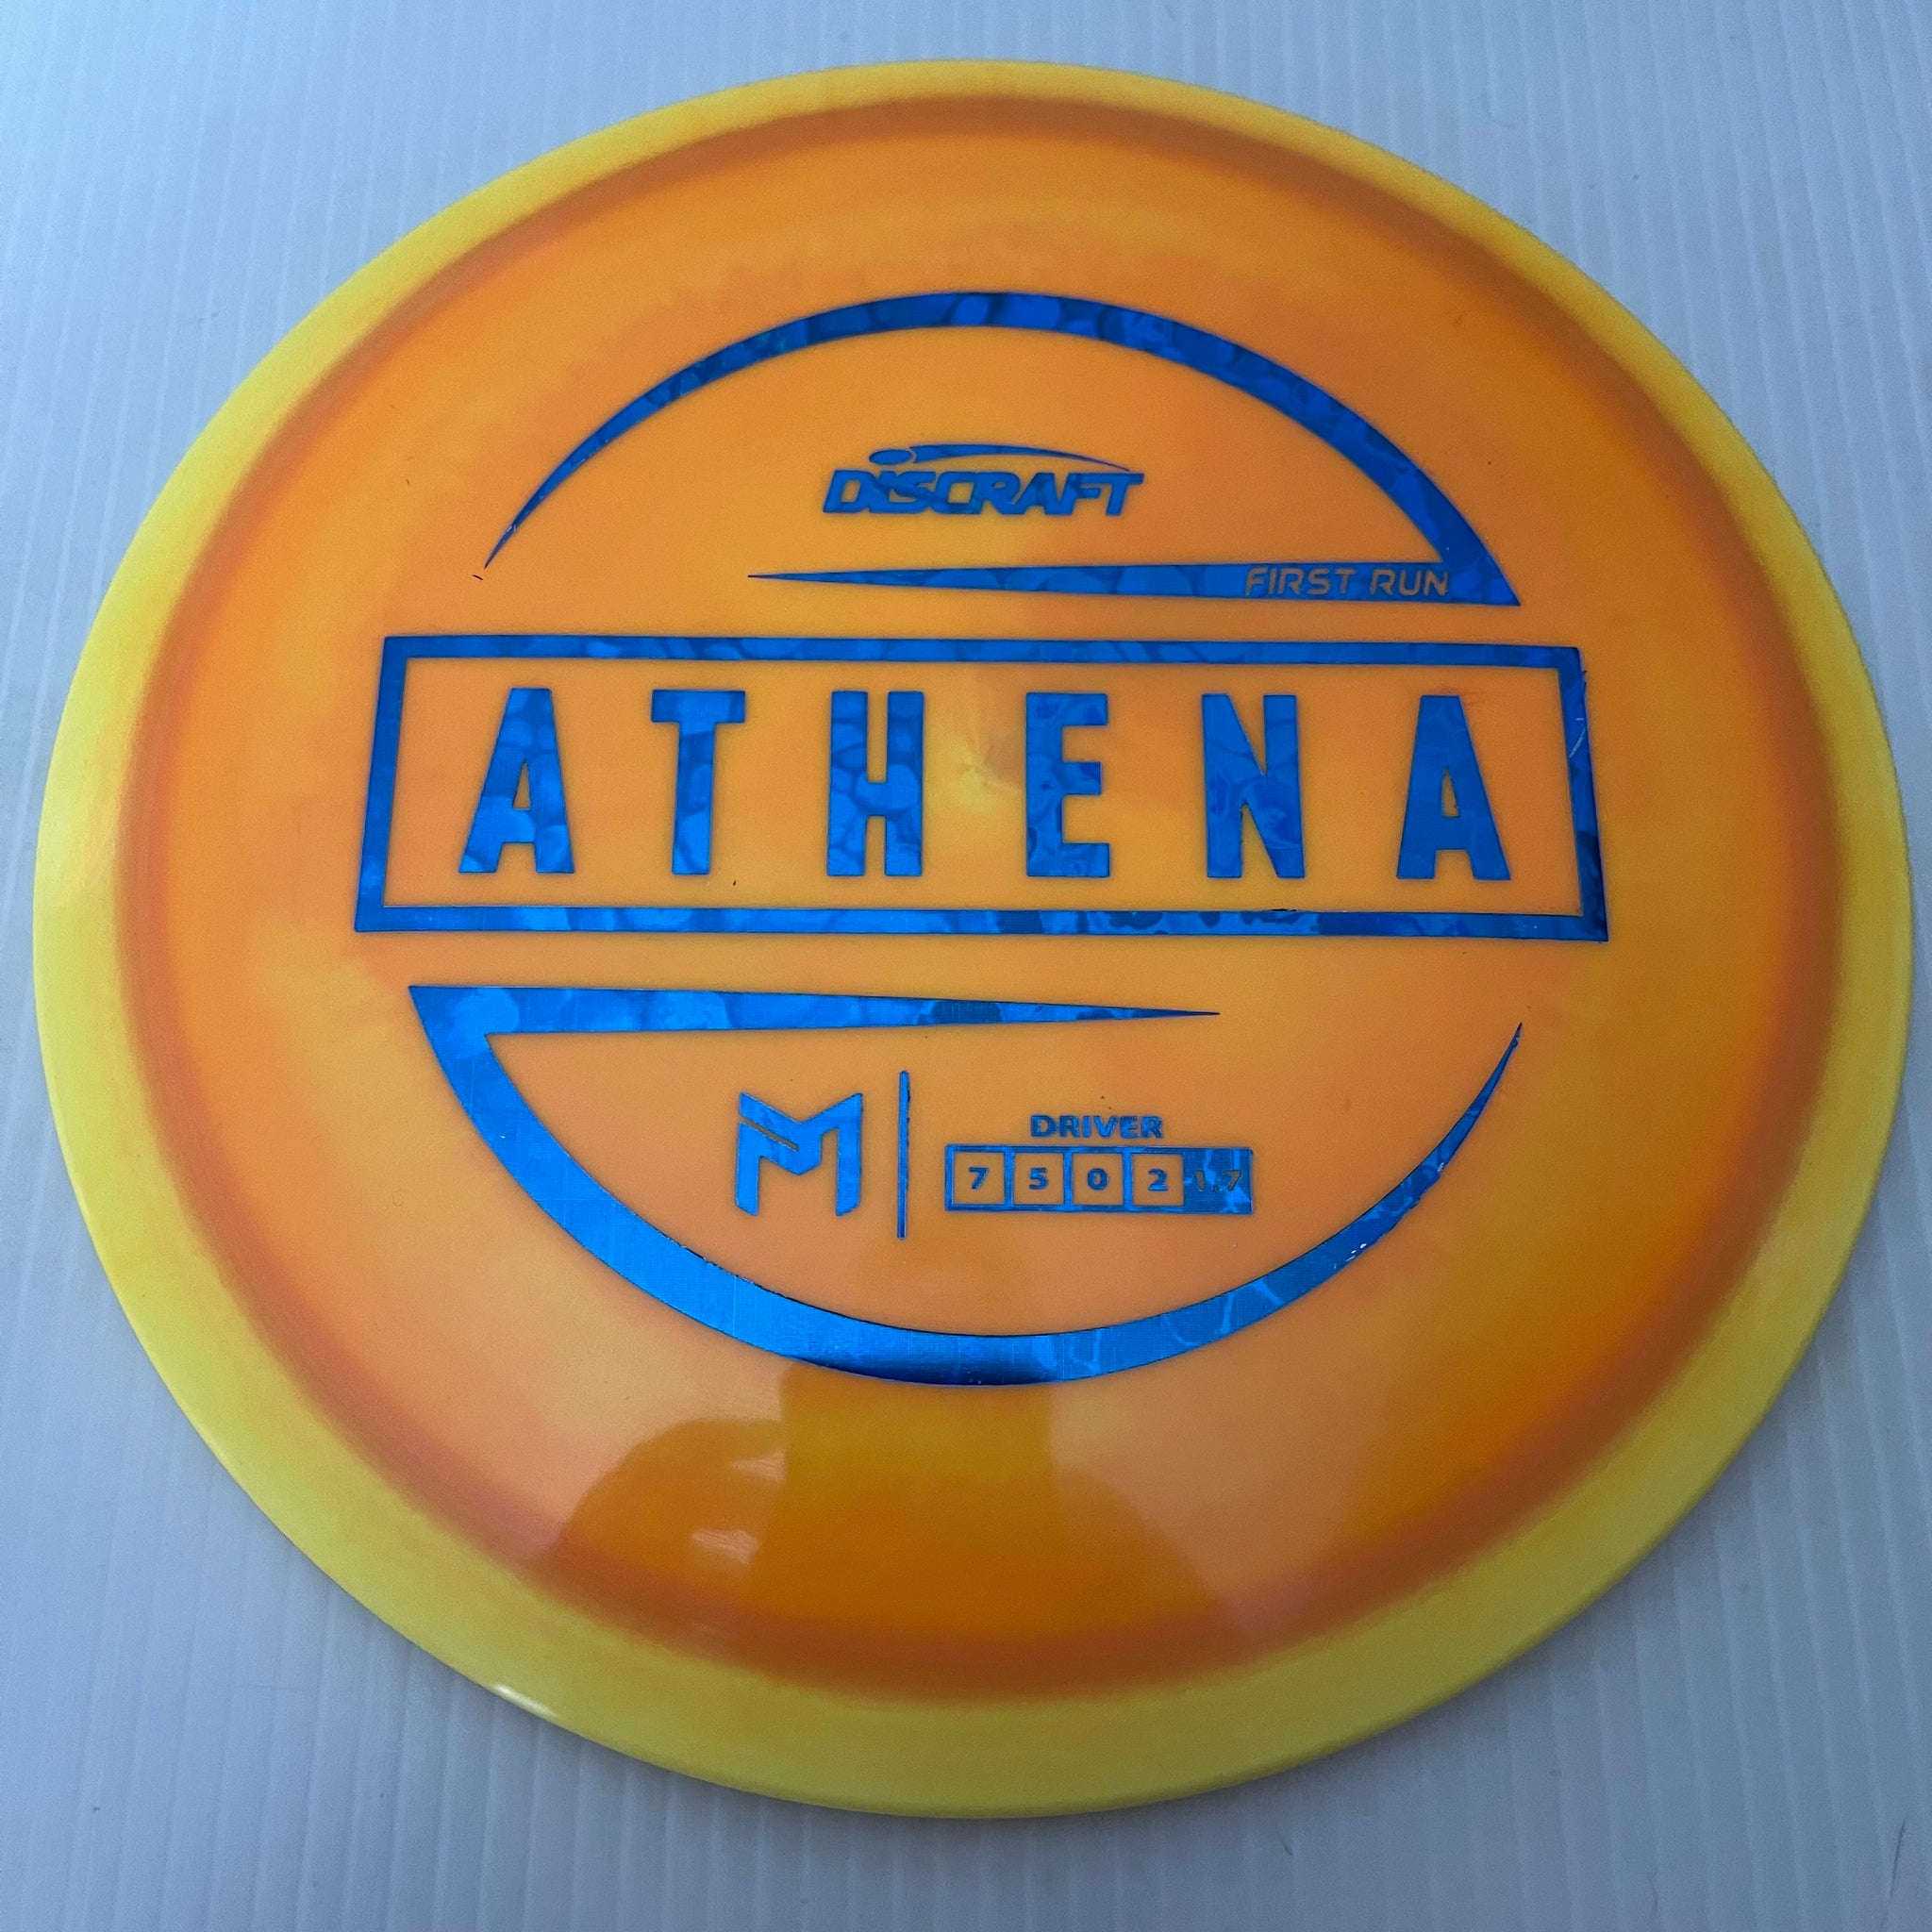 DISCRAFT
FIRST RUN
ATHENA
M
DRIVER
7 5 0 2 1.7